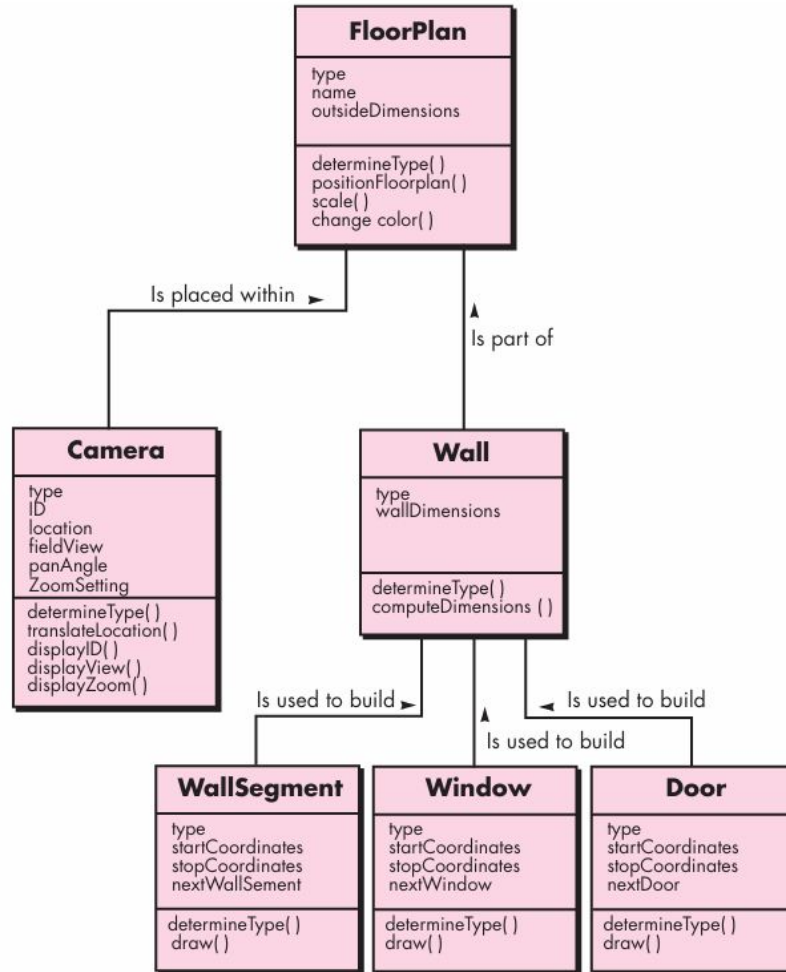 FloorPlan
type
name
outsideDimensions
determineType( )
positionFloorplan( )
scale( )
change color( )
Is placed within
Is part of
Camera
type
ID
location
fieldView
panAngle
ZoomSetting
determineType( )
translateLocation( )
displayID( )
displayView( )
displayZoom( )
Wall
type
wallDimensions
determineType( )
computeDimensions ( )
Is used to build
Is used to build
Is used to build
WallSegment
type
startCoordinates
stopCoordinates
nextWallSement
determineType( )
draw( )
Window
type
startCoordinates
stopCoordinates
nextWindow
determineType( )
draw( )
Door
type
startCoordinates
stopCoordinates
nextDoor
determineType( )
draw( )